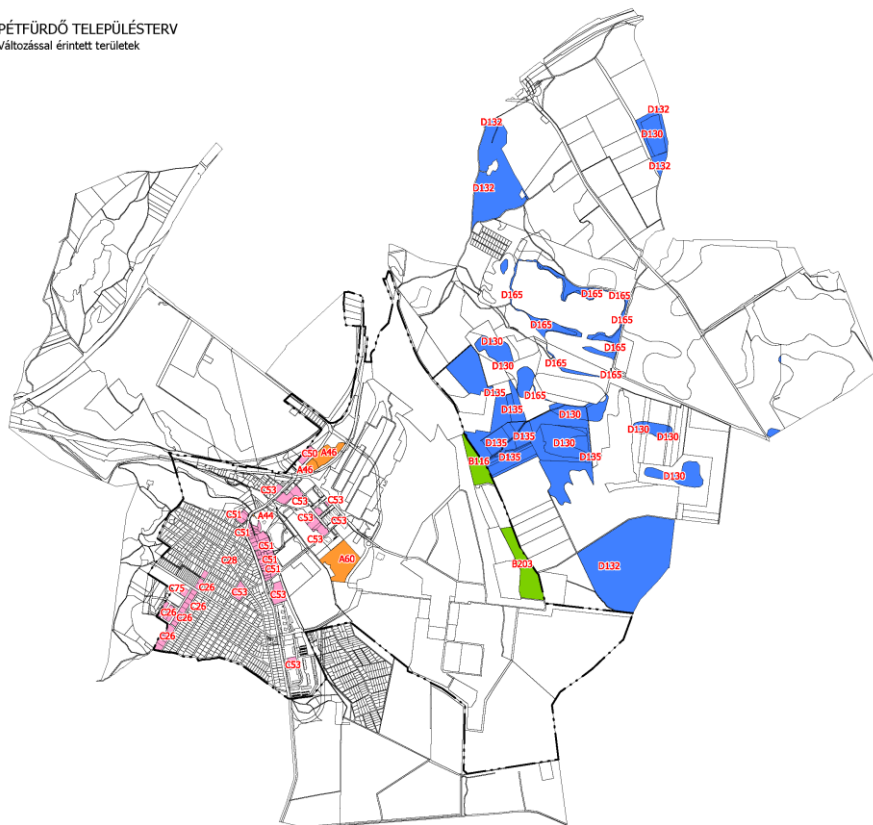 PÉTFÜRDŐ TELEPÜLÉSTERV
Változással érintett területek
D132
D132
D130
D132
D132
D165
D165
D165
D165
D165
D130
D165
D130
D165
D165
D135
D165
D135
D130
D130
D130
D135
D135
D130
D135
D135
D130
B116
C50
A46
A46
C53
C53
C53
C53
C53
C53
C51
A44
C51
C51
C51
C51
C28
A60
B203
D132
C75
C26
C26
C26
C26
C26
C53
C53
C53